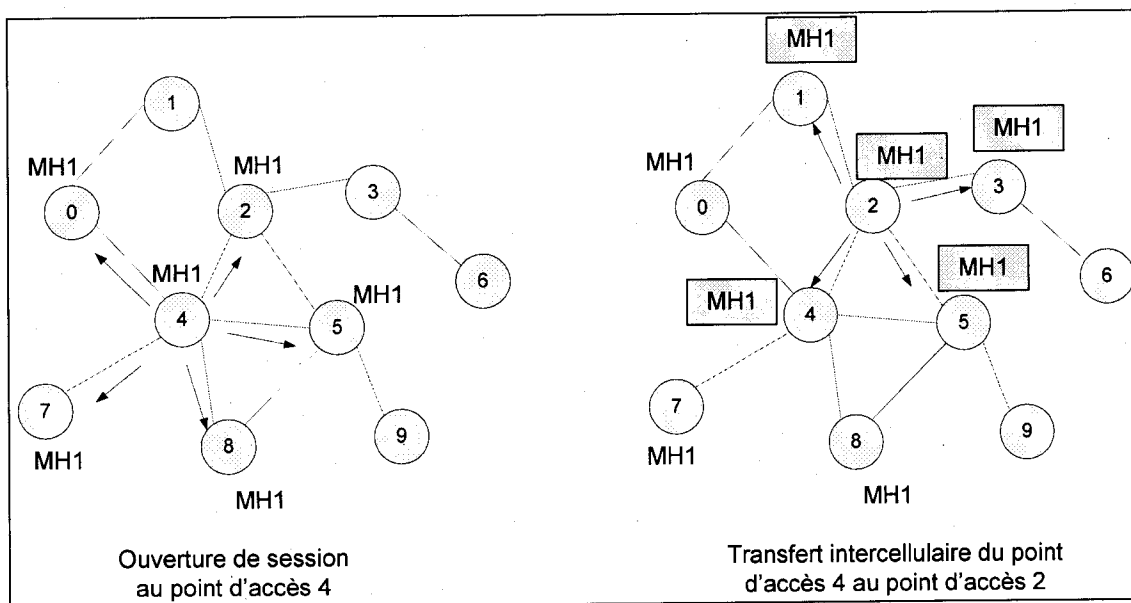 MH1
1
MH1
MH1
0
2
3
MH1
6
4
MH1
5
7
MH1
8
9
MH1
Ouverture de session
au point d'accès 4
MH1
1
MH1
MH1
MH1
0
2
3
MH1
6
MH1
4
5
7
MH1
8
9
MH1
Transfert intercellulaire du point
d'accès 4 au point d'accès 2